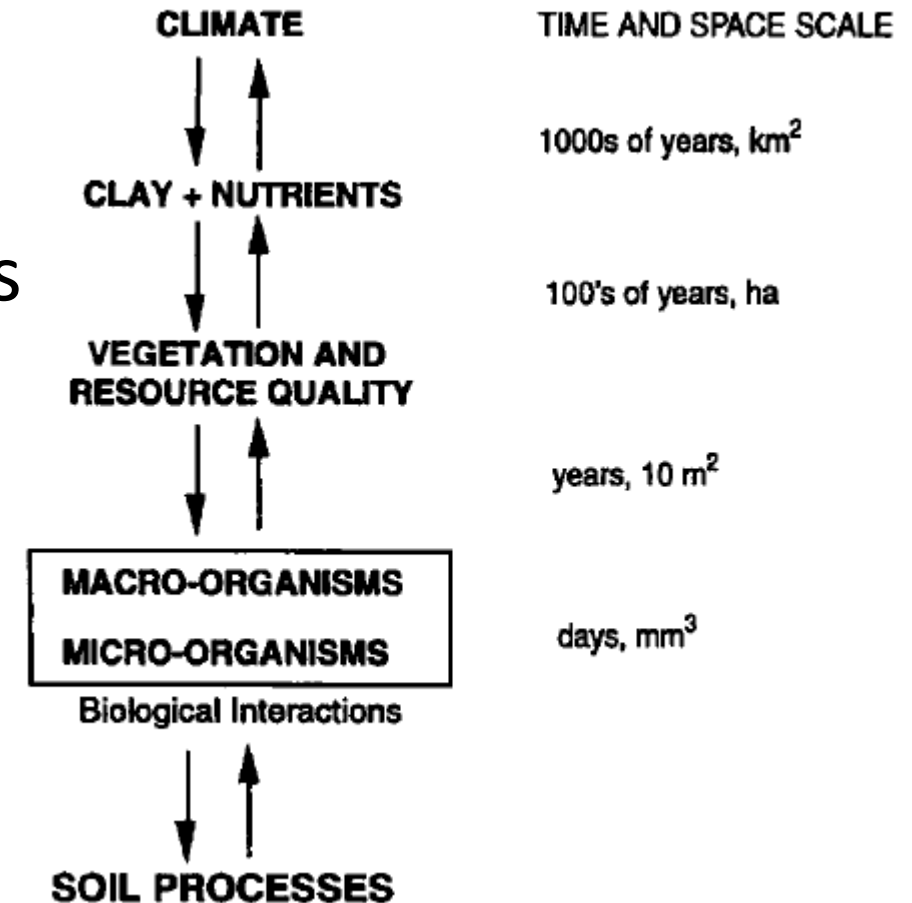 CLIMATE
TIME AND SPACE SCALE
1000s of years, km²
CLAY + NUTRIENTS
S
100's of years, ha
VEGETATION AND
RESOURCE QUALITY
years, 10 m²
MACRO-ORGANISMS
days, mm³
MICRO-ORGANISMS
Biological Interactions
SOIL PROCESSES